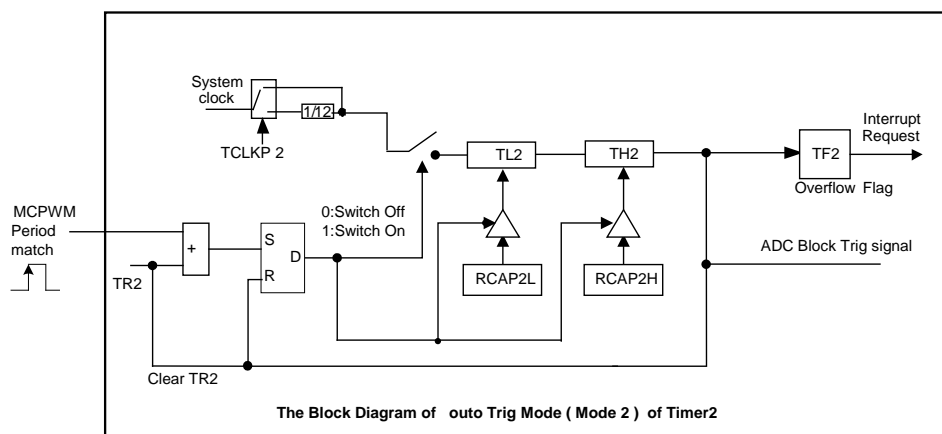 System
clock
1/12
TCLKP 2
TL2
TH2
TF2
Interrupt
Request
Overflow Flag
MCPWM
Period
match
0:Switch Off
1:Switch On
+
S
D
R
TR2
RCAP2L
RCAP2H
ADC Block Trig signal
Clear TR2
The Block Diagram of outo Trig Mode ( Mode 2 ) of Timer2